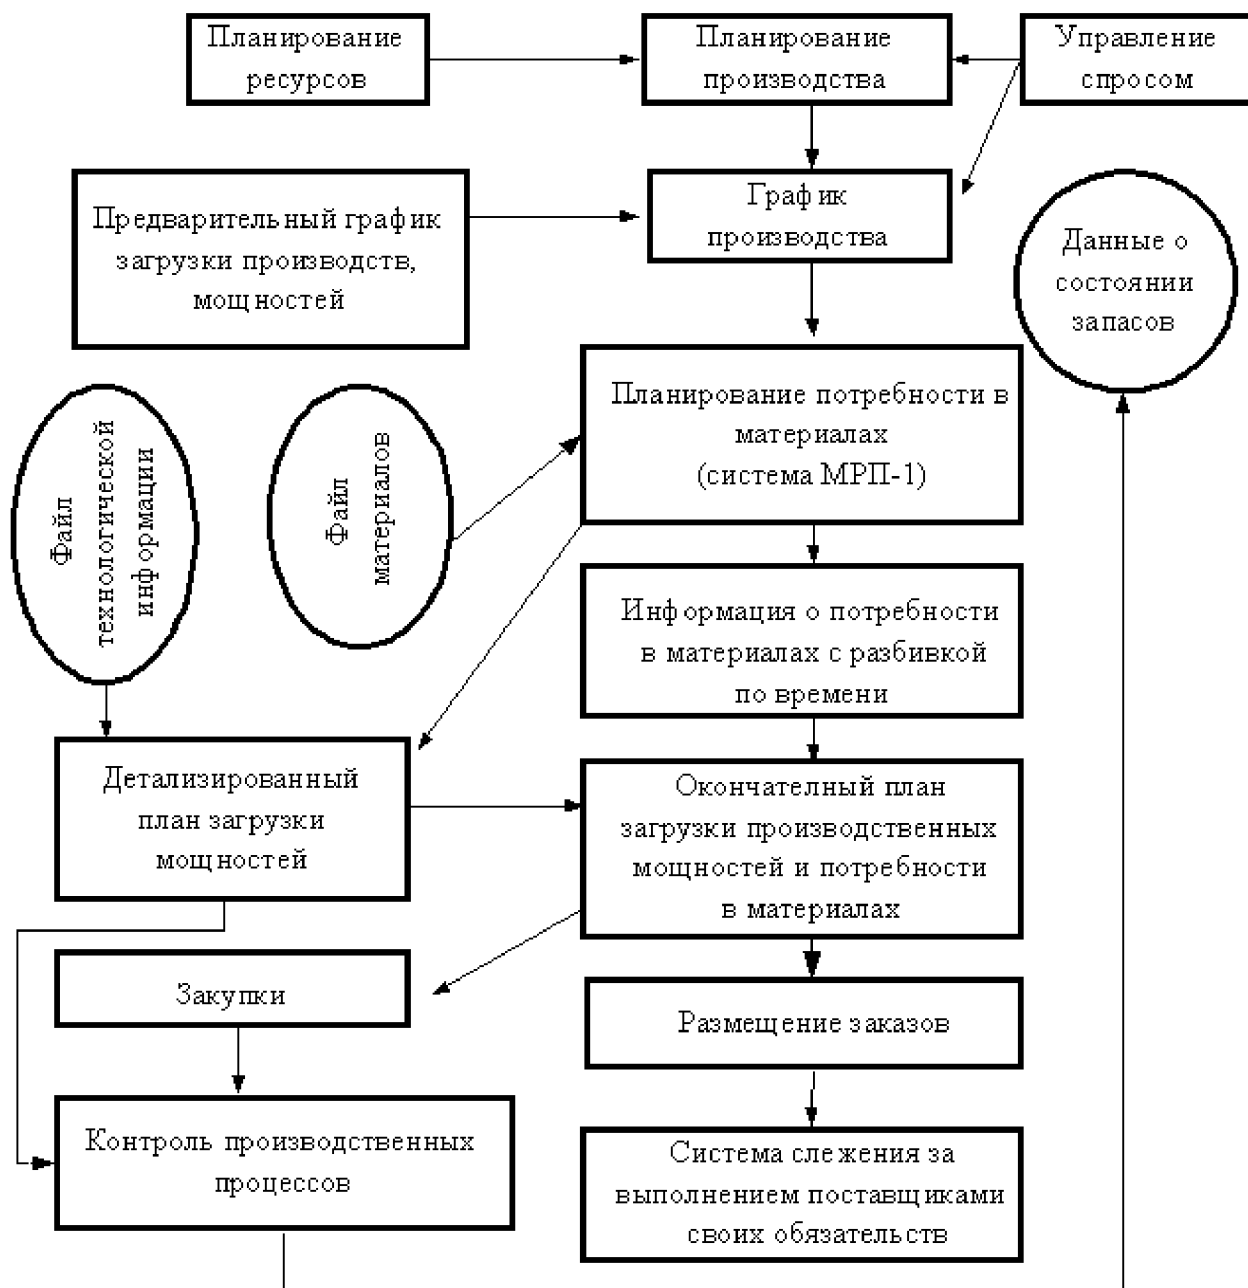 Планирование
ресурсов
Планирование
производства
Управление
спросом
Предварительный график
загрузки производств,
мощностей
График
производства
Данные о
состоянии
запасов
Файл
технологической
информации
Файл
материалов
Планирование потребности в
материалах
(система МРП-1)
Информация о потребности
в материалах с разбивкой
по времени
Детализированный
план загрузки
мощностей
Окончателный план
загрузки производственных
мощностей и потребности
в материалах
Закупки
Размещение заказов
Контроль производственных
процессов
Система слежения за
выполнением поставщиками
своих обязательств